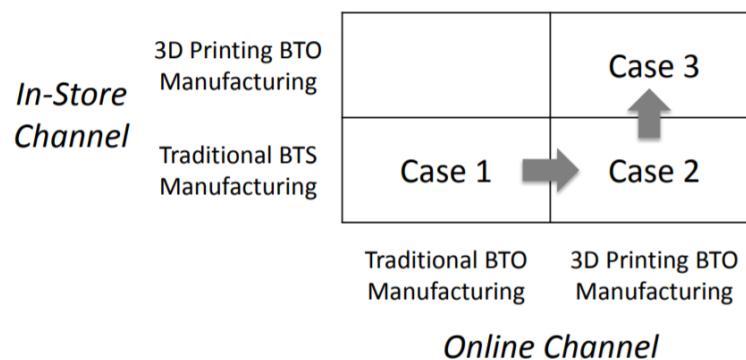 3D Printing BTO
Manufacturing
In-Store
Channel
Case 3
Traditional BTS
Manufacturing
Case 1
Case 2
Traditional BTO
Manufacturing
3D Printing BTO
Manufacturing
Online Channel